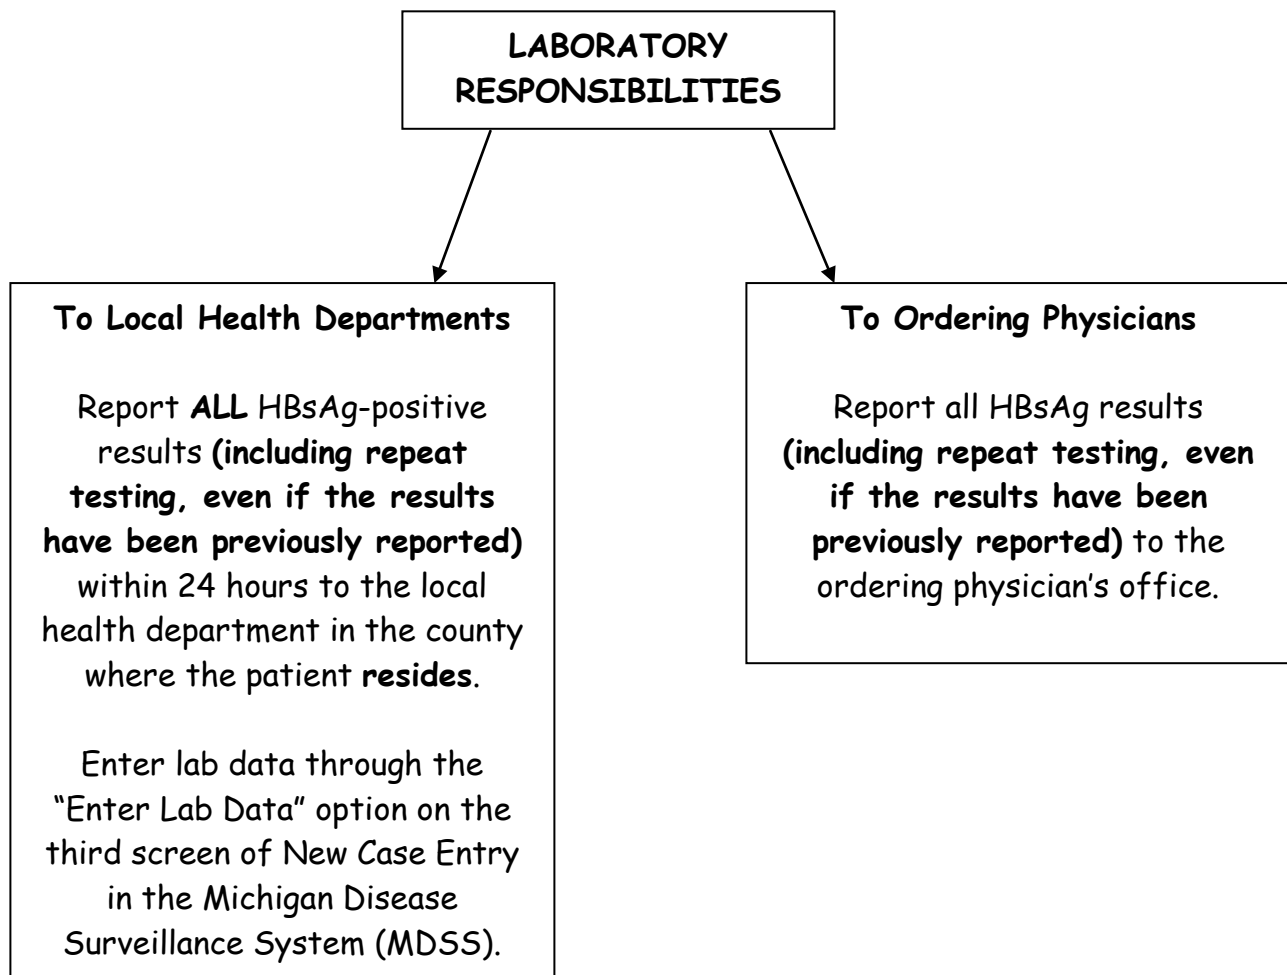 LABORATORY
RESPONSIBILITIES
To Local Health Departments
Report ALL HBsAg-positive
results (including repeat
testing, even if the results
have been previously reported)
within 24 hours to the local
health department in the county
where the patient resides.
Enter lab data through the
“Enter Lab Data” option on the
third screen of New Case Entry
in the Michigan Disease
Surveillance System (MDSS).
To Ordering Physicians
Report all HBsAg results
(including repeat testing, even
if the results have been
previously reported) to the
ordering physician’s office.